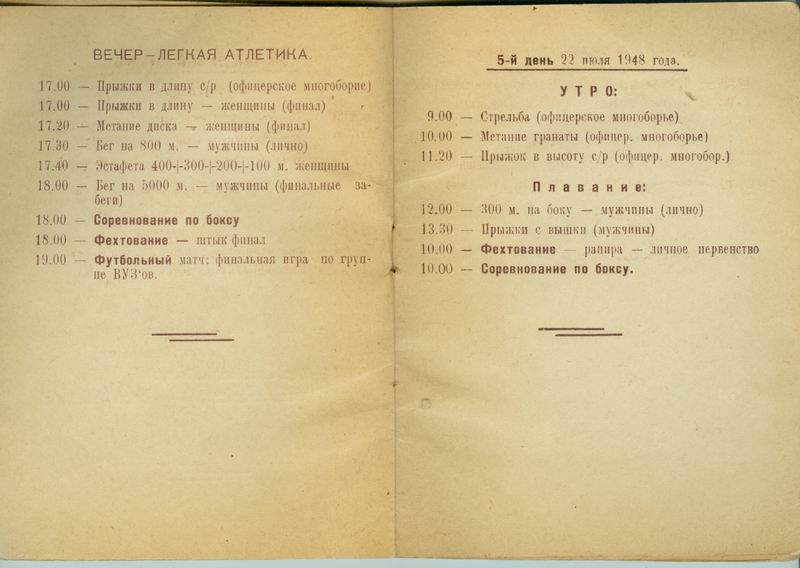 ВЕЧЕР–ЛЕГКАЯ АТЛЕТИКА.
17.00 — Прыжки в длину с/р (офицерское многоборие)
17.00 — Прыжки в длину — женщины (финал)
17.20 — Метание диска — женщины (финал)
17.30 — Бег на 800 м. — мужчины (лично)
17.40 — Эстафета 400-|-300-|-200-|-100 м. женщины
18.00 — Бег на 5000 м. — мужчины (финальные за-
беги)
18.00 — Соревнование по боксу
18.00 — Фехтование — штык финал
19.00 — Футбольный матч: финальная игра по груп-
пе ВУЗ'ов.
5-й день 22 июля 1948 года.
УТРО:
9.00 — Стрельба (офицерское многоборье)
10.00 — Метание гранаты (офицер. многоборье)
11.20 — Прыжок в высоту с/р (офицер. многобор.)
Плавание:
12.00 — 300 м. на боку — мужчины (лично)
13.30 — Прыжки с вышки (мужчины)
10.00 — Фехтование — рапира — личное первенство
10.00 — Соревнование по боксу.